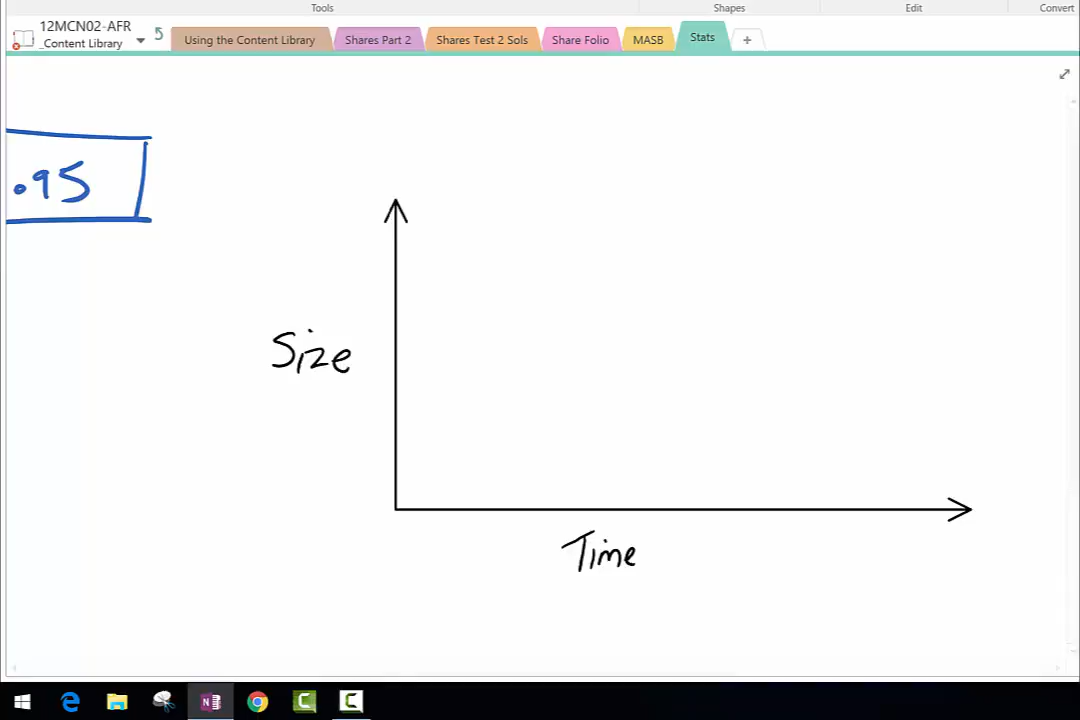 Tools Shapes Edit Convert
12MCN02-AFR
_Content Library
Using the Content Library Shares Part 2 Shares Test 2 Sols Share Folio MASB Stats +
.95
Size
Time